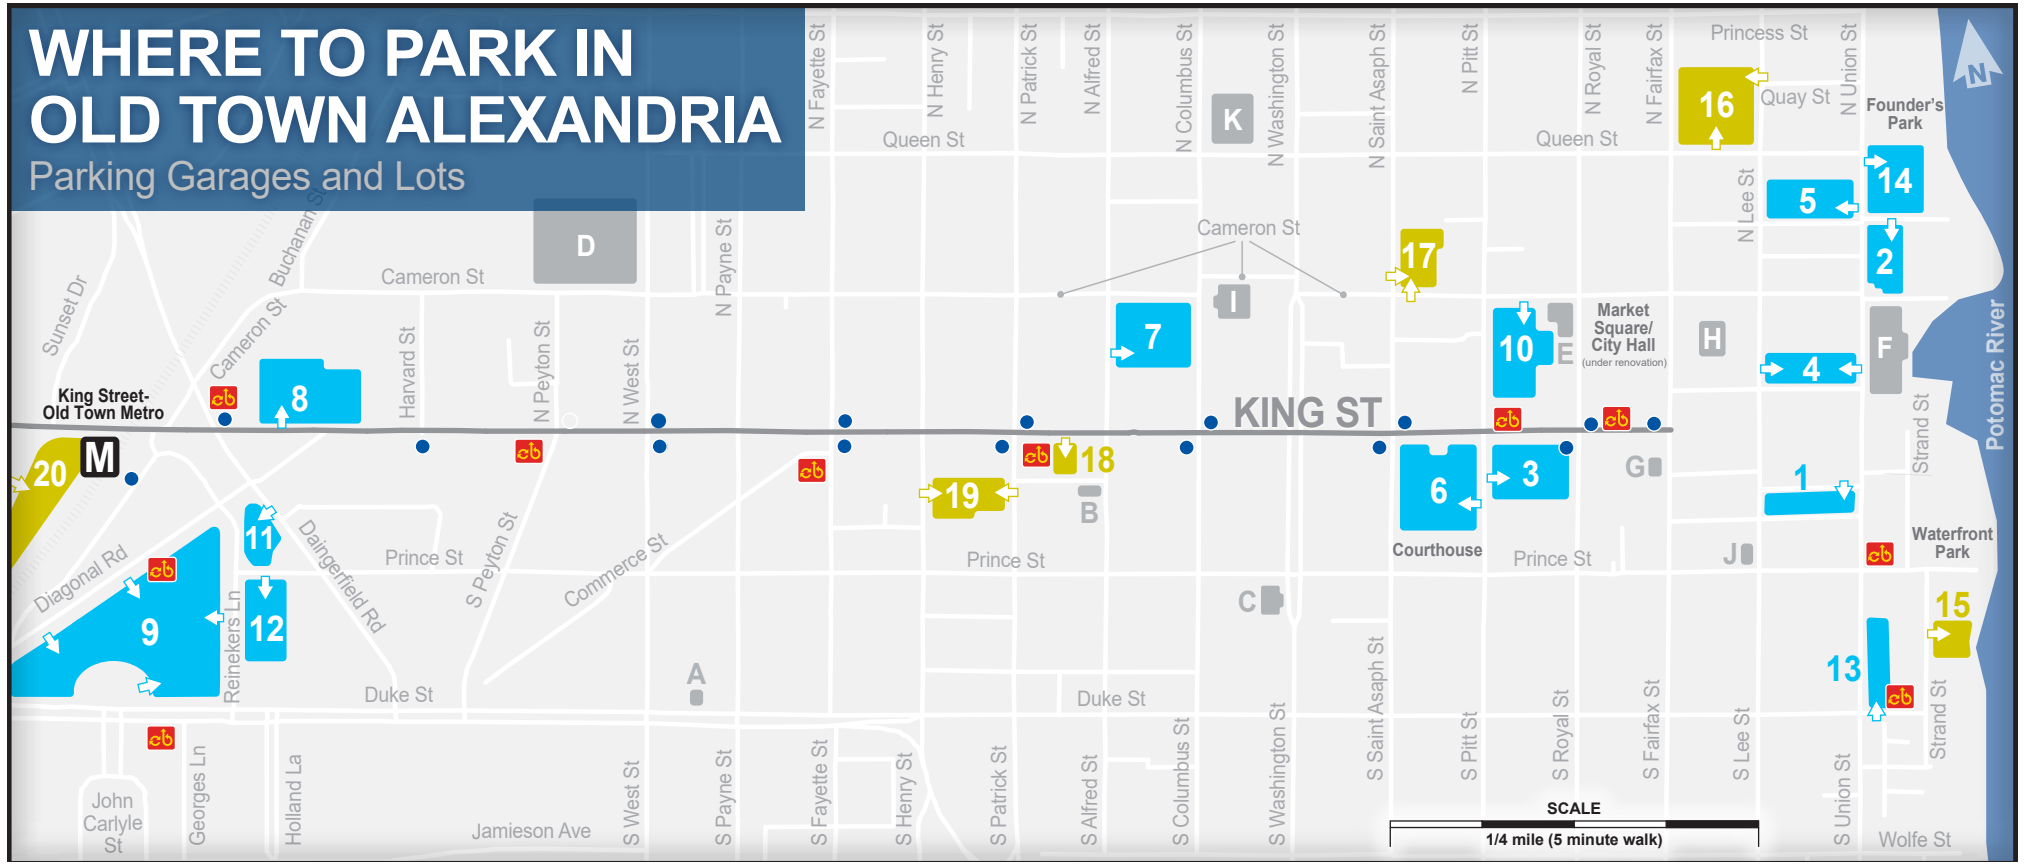 WHERE TO PARK IN
OLD TOWN ALEXANDRIA
Parking Garages and Lots
N Fayette St
N Henry St
N Patrick St
N Alfred St
N Columbus St
N Washington St
N Saint Asaph St
N Pitt St
N Royal St
N Fairfax St
Princess St
N Union St
N
K
16
Quay St
Founder's
Park
Queen St
Queen St
14
5
N Lee St
Buchanan St
D
N Payne St
Cameron St
17
2
Cameron St
Sunset Dr
Cameron St
Harvard St
N Peyton St
N West St
7
I
10
E
Market
Square/
City Hall
(under renovation)
H
4
F
Potomac River
King Street-
Old Town Metro
8
KING ST
Strand St
M
20
18
19
B
6
3
G
1
Courthouse
11
Diagonal Rd
Daingerfield Rd
Prince St
S Peyton St
Commerce St
Prince St
Prince St
J
Waterfront
Park
9
Reinekers Ln
12
C
15
13
A
Duke St
Duke St
S Saint Asaph St
S Pitt St
S Royal St
S Fairfax St
S Lee St
Strand St
John
Carlyle
St
Georges Ln
Holland La
Jamieson Ave
S West St
S Payne St
S Fayette St
S Henry St
S Patrick St
S Alfred St
S Columbus St
S Washington St
S Union St
SCALE
1/4 mile (5 minute walk)
Wolfe St